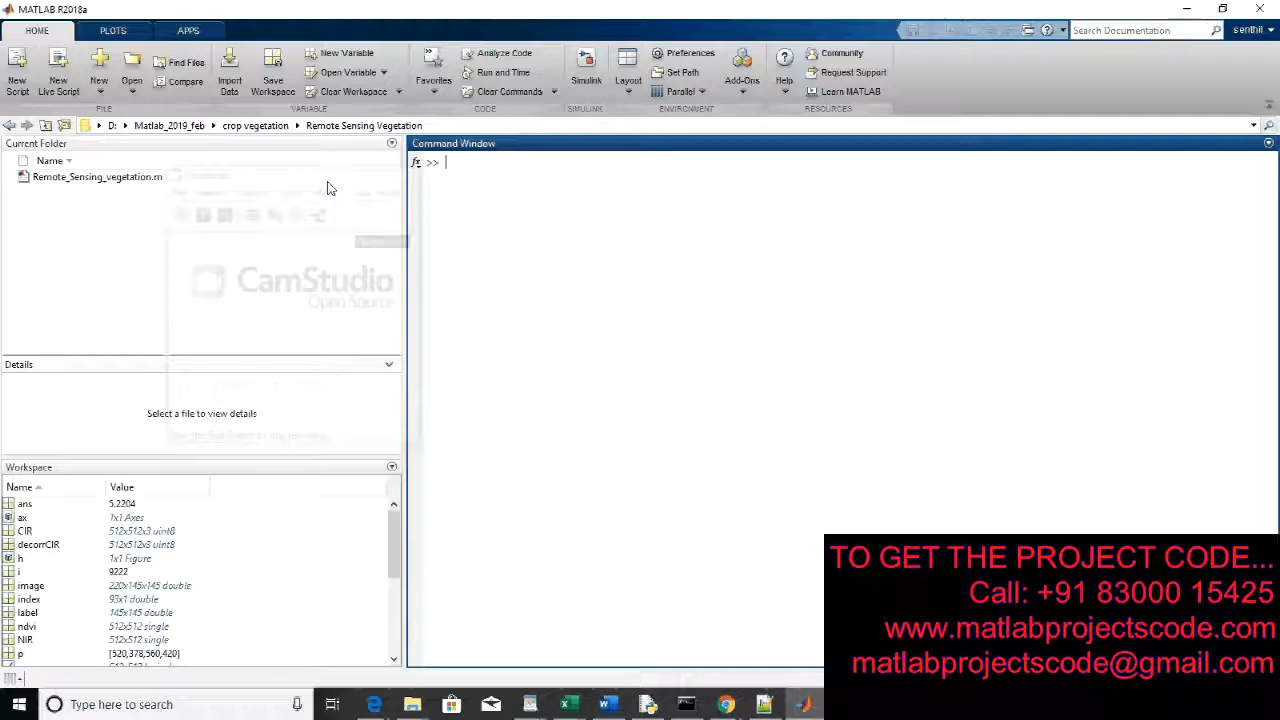 MATLAB R2018a
HOME PLOTS APPS
Search Documentation
senthil
New Script
New Live Script
New
Open
Find Files
Compare
FILE
Import Data
Save Workspace
New Variable
Open Variable
Clear Workspace
VARIABLE
Favorites
Analyze Code
Run and Time
Clear Commands
CODE
Simulink
SIMULINK
Layout
Preferences
Set Path
Parallel
Add-Ons
ENVIRONMENT
Help
Community
Request Support
Learn MATLAB
RESOURCES
D: Matlab_2019_feb crop vegetation Remote Sensing Vegetation
Current Folder
Name
Remote_Sensing_vegetation.m
CamStudio
Open Source
Details
Select a file to view details
Workspace
Name Value
ans 5.2204
ax 1x1 Axes
CIR 512x512x3 uint8
decorrCIR 512x512x3 uint8
h 1x1 Figure
i 9222
image 220x145x145 double
index 93x1 double
label 145x145 double
ndvi 512x512 single
NIR 512x512 single
p [520,378,560,420]
Command Window
fx >>
TO GET THE PROJECT CODE...
Call: +91 83000 15425
www.matlabprojectscode.com
matlabprojectscode@gmail.com
Type here to search